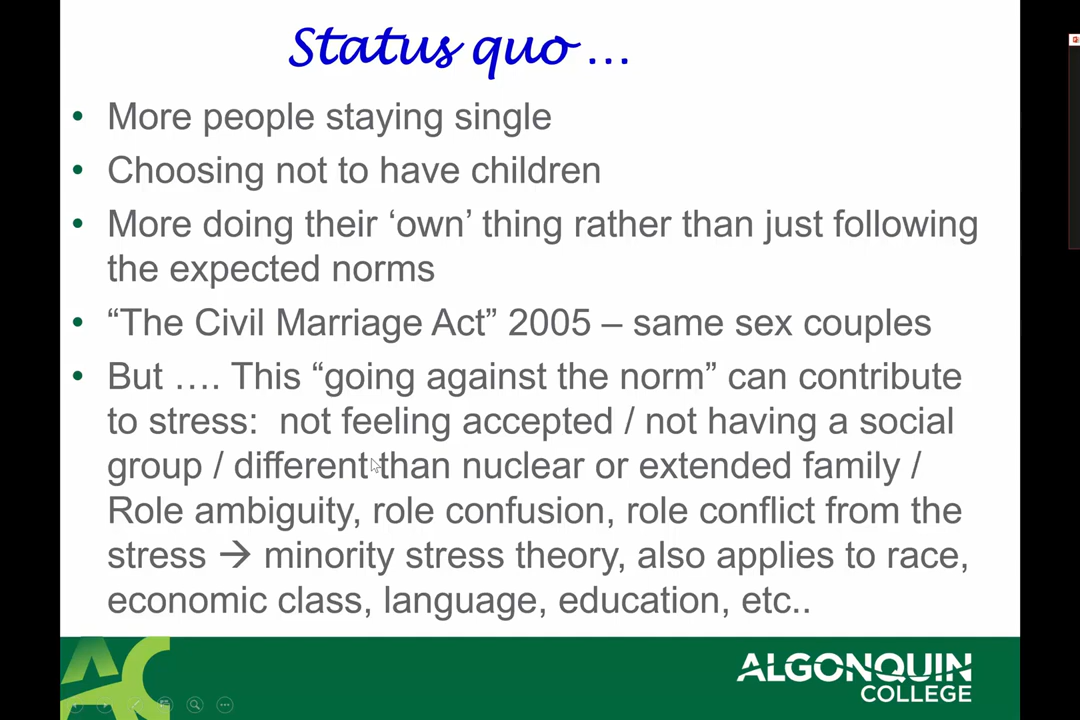 Status quo …
• More people staying single
• Choosing not to have children
• More doing their ‘own’ thing rather than just following
the expected norms
• “The Civil Marriage Act” 2005 – same sex couples
• But …. This “going against the norm” can contribute
to stress:  not feeling accepted / not having a social
group / different than nuclear or extended family /
Role ambiguity, role confusion, role conflict from the
stress → minority stress theory, also applies to race,
economic class, language, education, etc..
AC
ALGONQUIN
COLLEGE